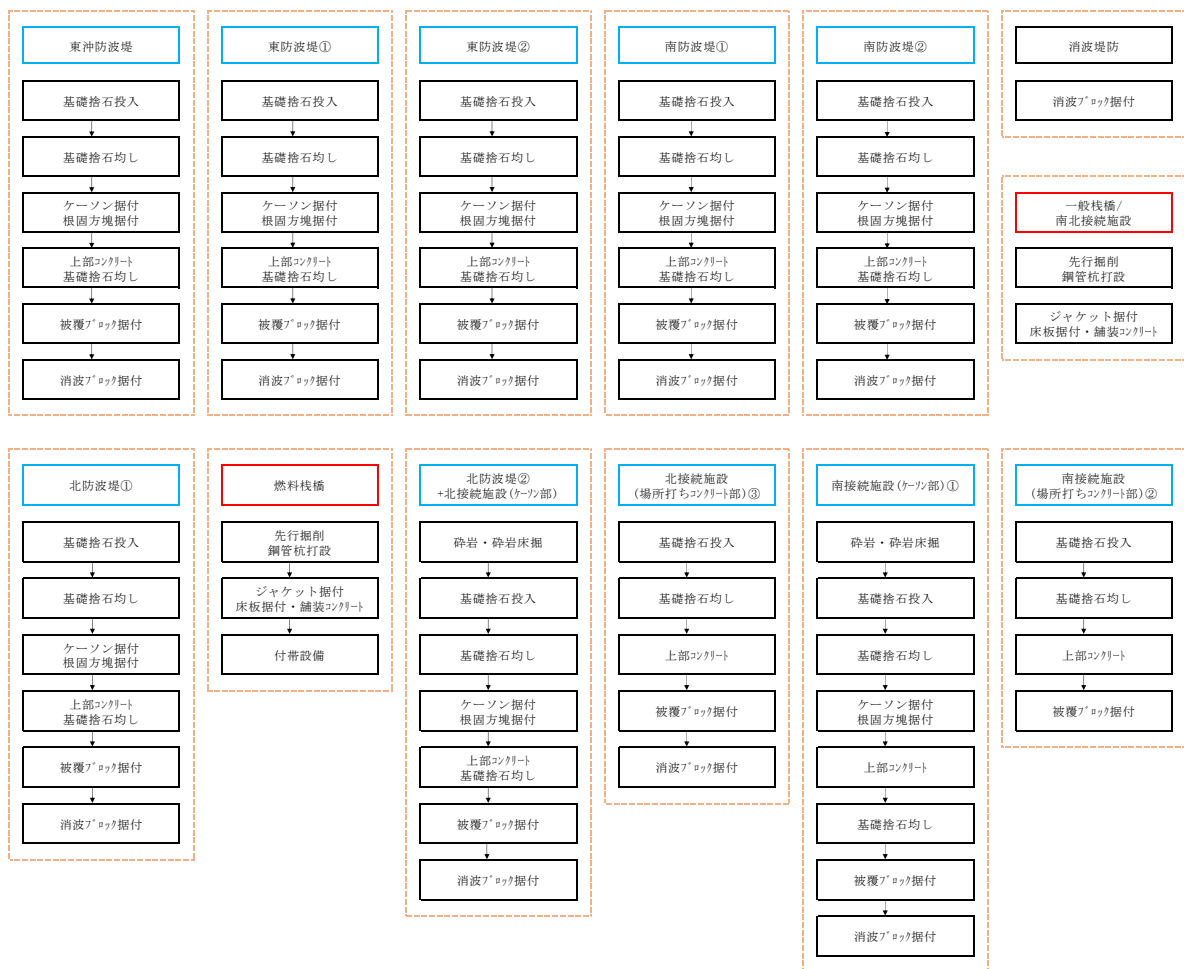 東沖防波堤
基礎捨石投入
基礎捨石均し
ケーソン据付
根固方塊据付
上部ｺﾝｸﾘｰﾄ
基礎捨石均し
被覆ﾌﾞﾛｯｸ据付
消波ﾌﾞﾛｯｸ据付
東防波堤①
基礎捨石投入
基礎捨石均し
ケーソン据付
根固方塊据付
上部ｺﾝｸﾘｰﾄ
基礎捨石均し
被覆ﾌﾞﾛｯｸ据付
消波ﾌﾞﾛｯｸ据付
東防波堤②
基礎捨石投入
基礎捨石均し
ケーソン据付
根固方塊据付
上部ｺﾝｸﾘｰﾄ
基礎捨石均し
被覆ﾌﾞﾛｯｸ据付
消波ﾌﾞﾛｯｸ据付
南防波堤①
基礎捨石投入
基礎捨石均し
ケーソン据付
根固方塊据付
上部ｺﾝｸﾘｰﾄ
基礎捨石均し
被覆ﾌﾞﾛｯｸ据付
消波ﾌﾞﾛｯｸ据付
南防波堤②
基礎捨石投入
基礎捨石均し
ケーソン据付
根固方塊据付
上部ｺﾝｸﾘｰﾄ
基礎捨石均し
被覆ﾌﾞﾛｯｸ据付
消波ﾌﾞﾛｯｸ据付
消波堤防
消波ﾌﾞﾛｯｸ据付
一般桟橋/
南北接続施設
先行掘削
鋼管杭打設
ジャケット据付
床板据付・舗装ｺﾝｸﾘｰﾄ
北防波堤①
基礎捨石投入
基礎捨石均し
ケーソン据付
根固方塊据付
上部ｺﾝｸﾘｰﾄ
基礎捨石均し
被覆ﾌﾞﾛｯｸ据付
消波ﾌﾞﾛｯｸ据付
燃料桟橋
先行掘削
鋼管杭打設
ジャケット据付
床板据付・舗装ｺﾝｸﾘｰﾄ
付帯設備
北防波堤②
+北接続施設(ｹｰｿﾝ部)
砕岩・砕岩床掘
基礎捨石投入
基礎捨石均し
ケーソン据付
根固方塊据付
上部ｺﾝｸﾘｰﾄ
基礎捨石均し
被覆ﾌﾞﾛｯｸ据付
消波ﾌﾞﾛｯｸ据付
北接続施設
(場所打ちｺﾝｸﾘｰﾄ部)③
基礎捨石投入
基礎捨石均し
上部ｺﾝｸﾘｰﾄ
被覆ﾌﾞﾛｯｸ据付
消波ﾌﾞﾛｯｸ据付
南接続施設(ｹｰｿﾝ部)①
砕岩・砕岩床掘
基礎捨石投入
基礎捨石均し
ケーソン据付
根固方塊据付
上部ｺﾝｸﾘｰﾄ
基礎捨石均し
被覆ﾌﾞﾛｯｸ据付
消波ﾌﾞﾛｯｸ据付
南接続施設
(場所打ちｺﾝｸﾘｰﾄ部)②
基礎捨石投入
基礎捨石均し
上部ｺﾝｸﾘｰﾄ
被覆ﾌﾞﾛｯｸ据付